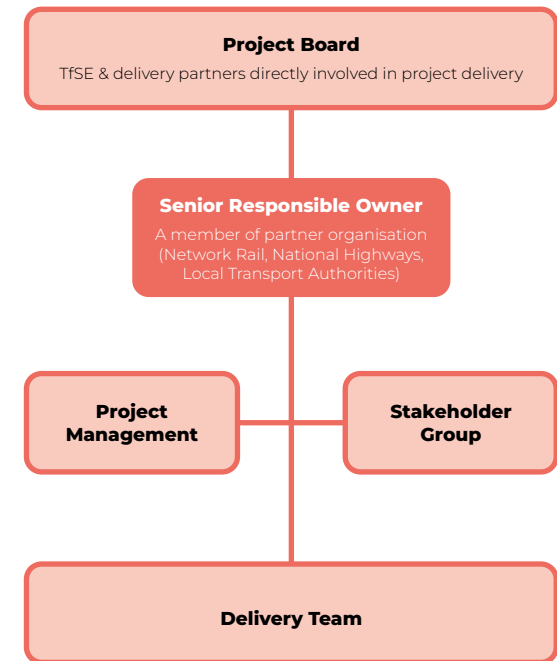 Project Board
TfSE & delivery partners directly involved in project delivery
Senior Responsible Owner
A member of partner organisation
(Network Rail, National Highways,
Local Transport Authorities)
Project
Management
Stakeholder
Group
Delivery Team